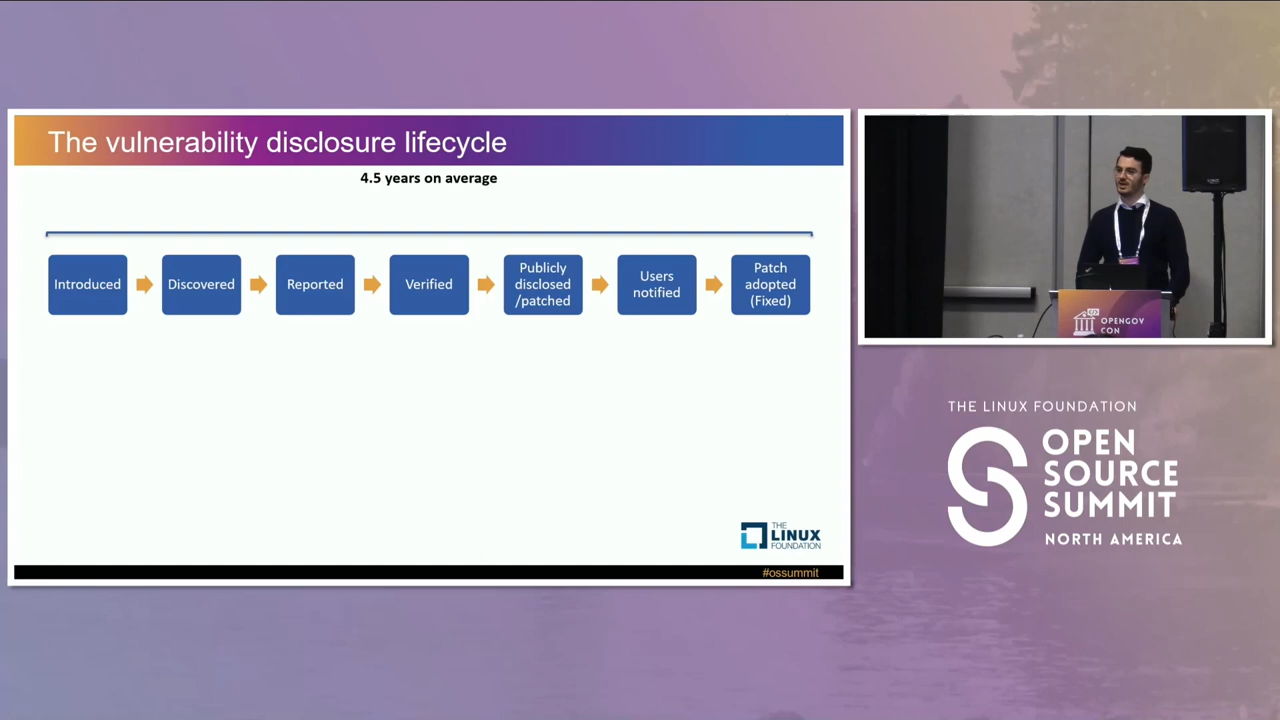 The vulnerability disclosure lifecycle
4.5 years on average
Introduced
Discovered
Reported
Verified
Publicly
disclosed
/patched
Users
notified
Patch
adopted
(Fixed)
THE
LINUX
FOUNDATION
#ossummit
OPENGOV
CON
THE LINUX FOUNDATION
OPEN
SOURCE
SUMMIT
NORTH AMERICA